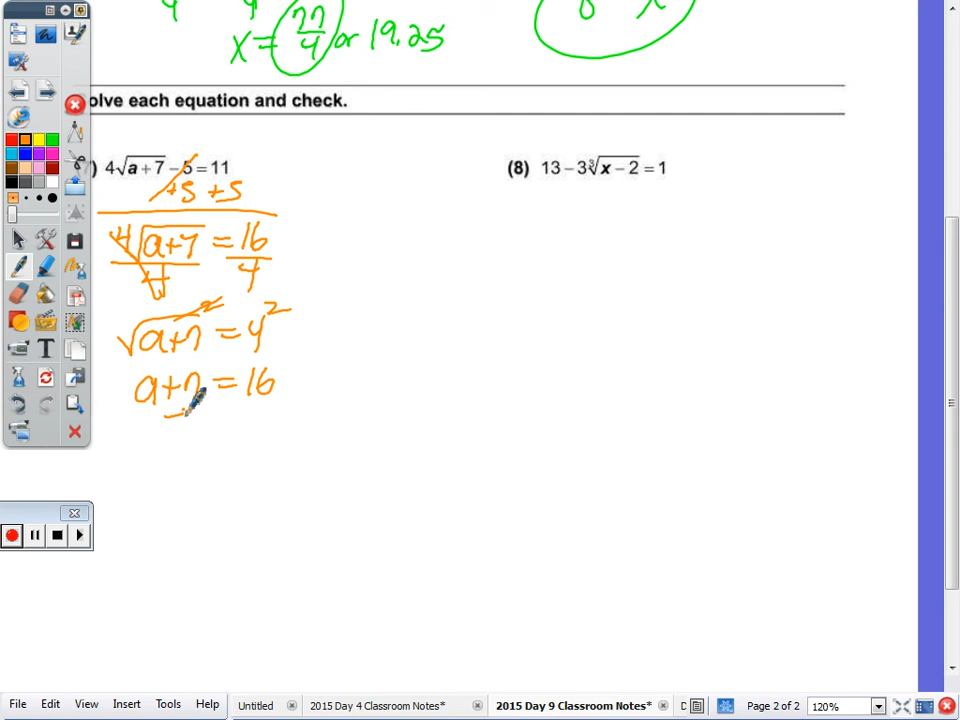 x = 77/4 or 19.25
olve each equation and check.
) 4√a + 7 − 5 = 11
+5 +5
4√a+7 = 16
4 4
√a+7 = 4²
a+7 = 16
−
(8) 13 − 3∛x − 2 = 1
File Edit View Insert Tools Help
Untitled 2015 Day 4 Classroom Notes* 2015 Day 9 Classroom Notes* D Page 2 of 2 120%